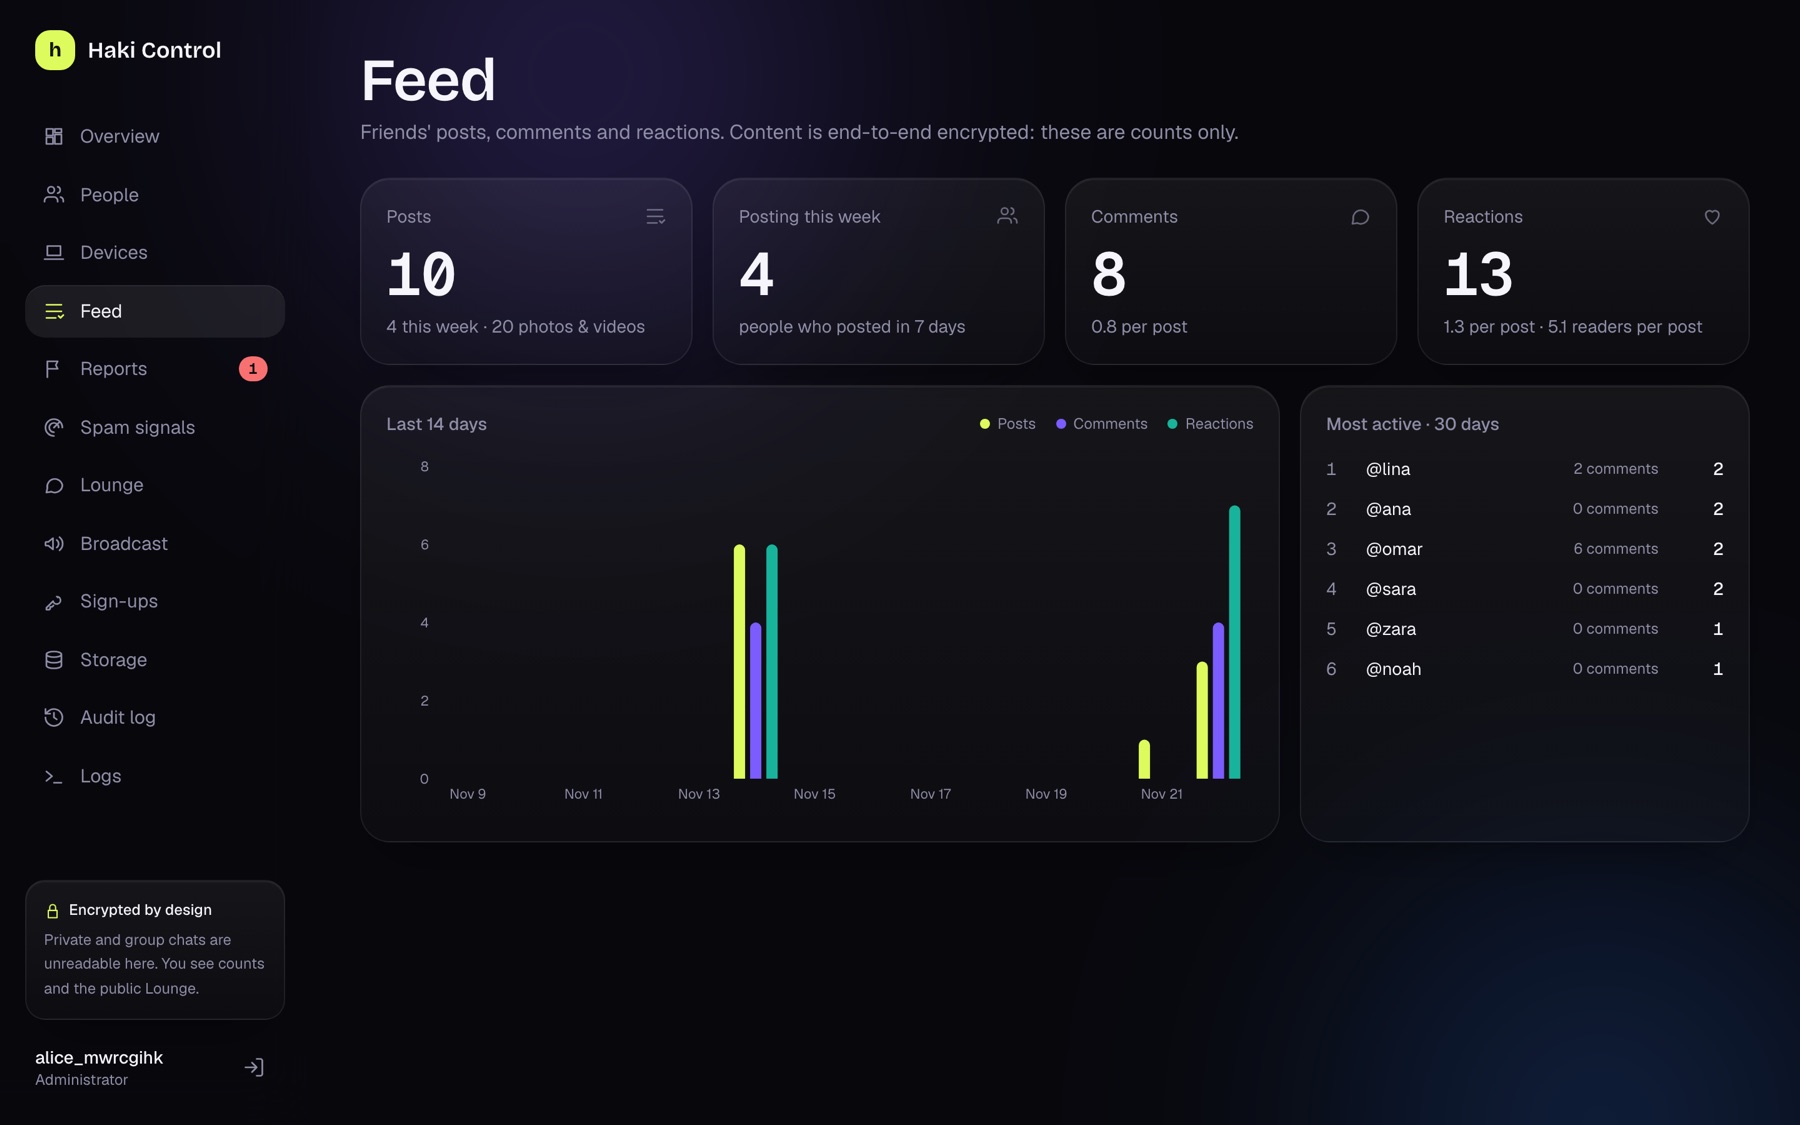 h Haki Control
Overview
People
Devices
Feed
Reports 1
Spam signals
Lounge
Broadcast
Sign-ups
Storage
Audit log
Logs
Encrypted by design
Private and group chats are
unreadable here. You see counts
and the public Lounge.
alice_mwrcgihk
Administrator
Feed
Friends' posts, comments and reactions. Content is end-to-end encrypted: these are counts only.
Posts
10
4 this week · 20 photos & videos
Posting this week
4
people who posted in 7 days
Comments
8
0.8 per post
Reactions
13
1.3 per post · 5.1 readers per post
Last 14 days
Posts Comments Reactions
8
6
4
2
0
Nov 9 Nov 11 Nov 13 Nov 15 Nov 17 Nov 19 Nov 21
Most active · 30 days
1 @lina 2 comments 2
2 @ana 0 comments 2
3 @omar 6 comments 2
4 @sara 0 comments 2
5 @zara 0 comments 1
6 @noah 0 comments 1